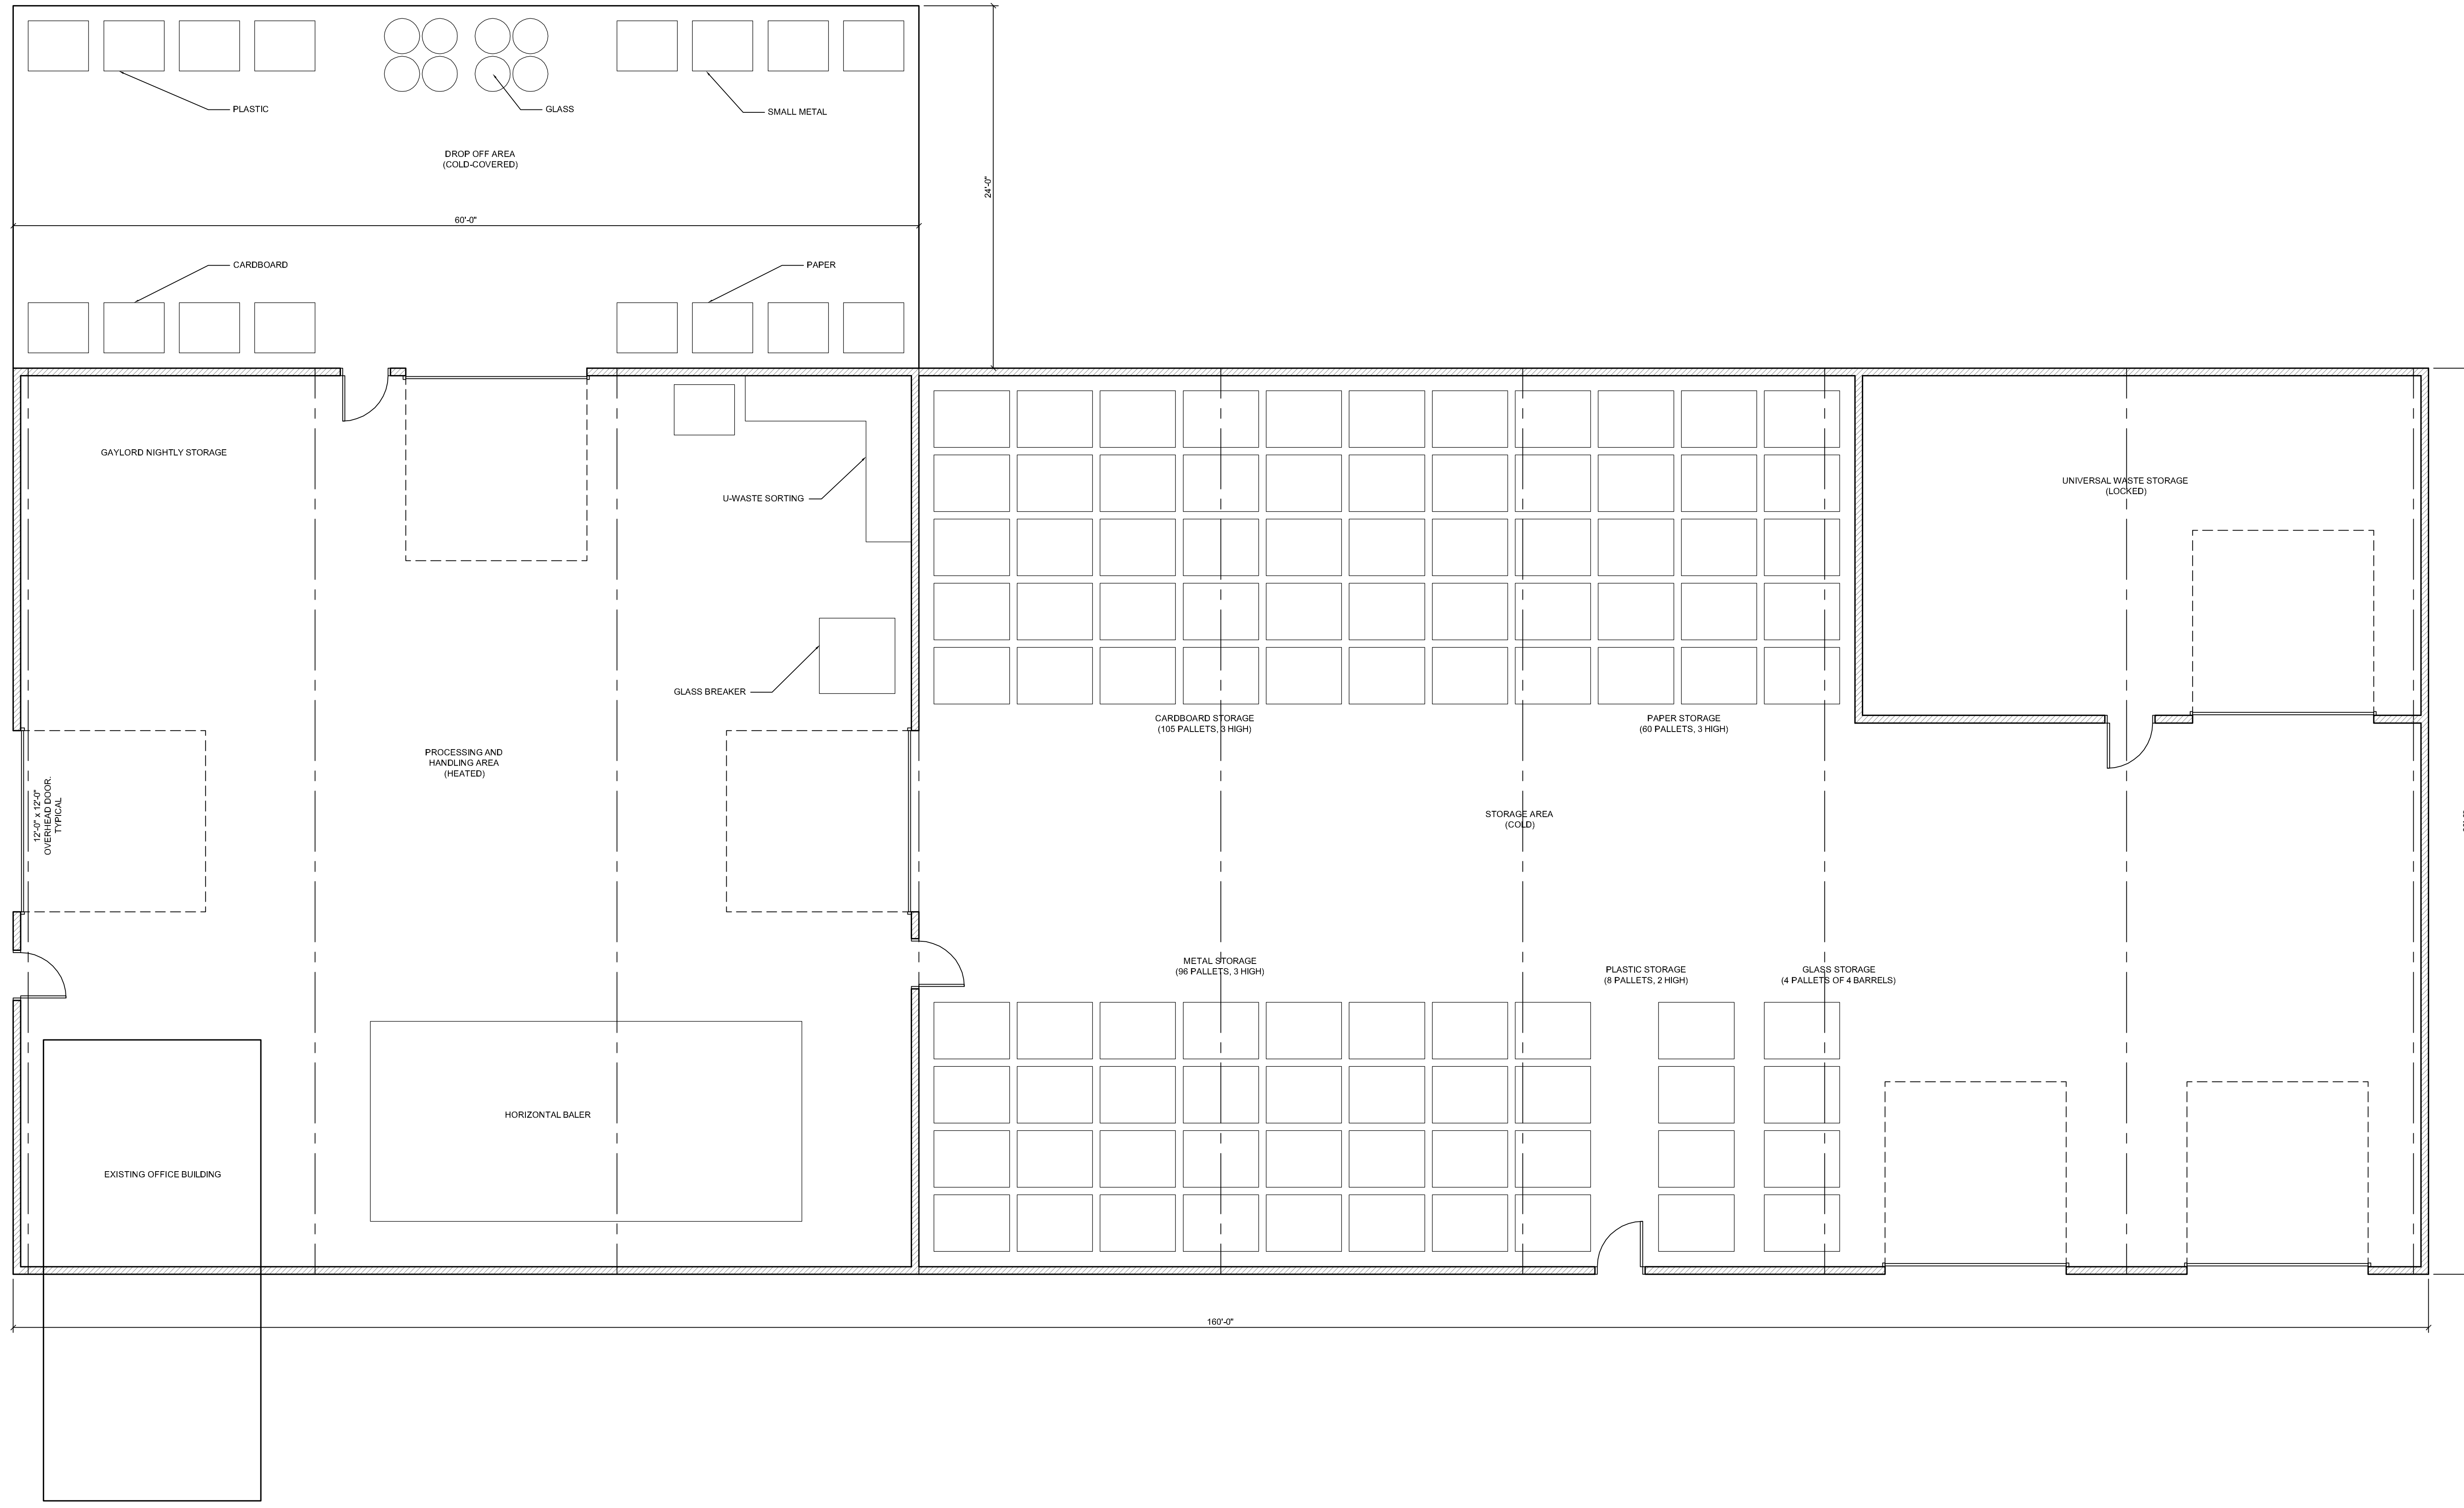 PLASTIC
GLASS
SMALL METAL
DROP OFF AREA
(COLD-COVERED)
24'-0"
60'-0"
CARDBOARD
PAPER
GAYLORD NIGHTLY STORAGE
U-WASTE SORTING
UNIVERSAL WASTE STORAGE
(LOCKED)
GLASS BREAKER
CARDBOARD STORAGE
(105 PALLETS, 3 HIGH)
PAPER STORAGE
(60 PALLETS, 3 HIGH)
PROCESSING AND
HANDLING AREA
(HEATED)
12'-0" x 12'-0"
OVERHEAD DOOR.
TYPICAL
STORAGE AREA
(COLD)
METAL STORAGE
(96 PALLETS, 3 HIGH)
PLASTIC STORAGE
(8 PALLETS, 2 HIGH)
GLASS STORAGE
(4 PALLETS OF 4 BARRELS)
HORIZONTAL BALER
EXISTING OFFICE BUILDING
160'-0"